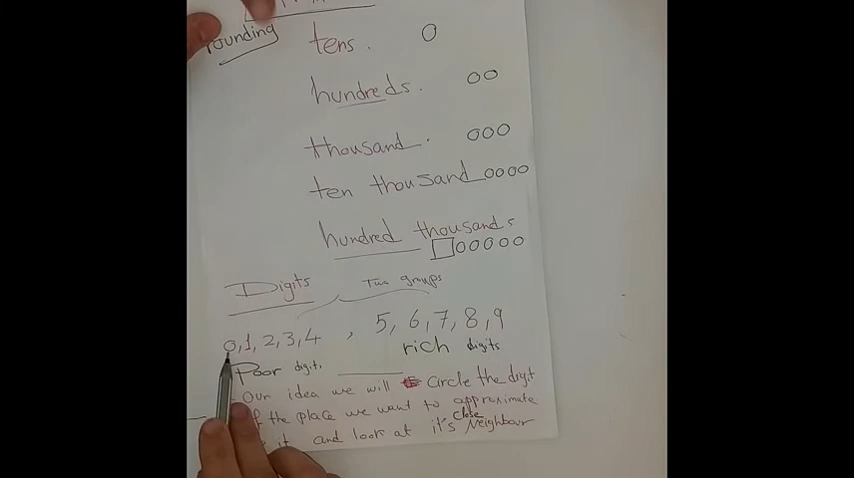 rounding
tens. 0
hundreds. 00
thousand. 000
ten thousand 0000
hundred thousands
00000
Digits
Two groups
0,1, 2,3,4 , 5, 6,7, 8,9
Poor digit. rich digits
Our idea we will circle the digit
the place we want to approximate
it and look at it's close Neighbour